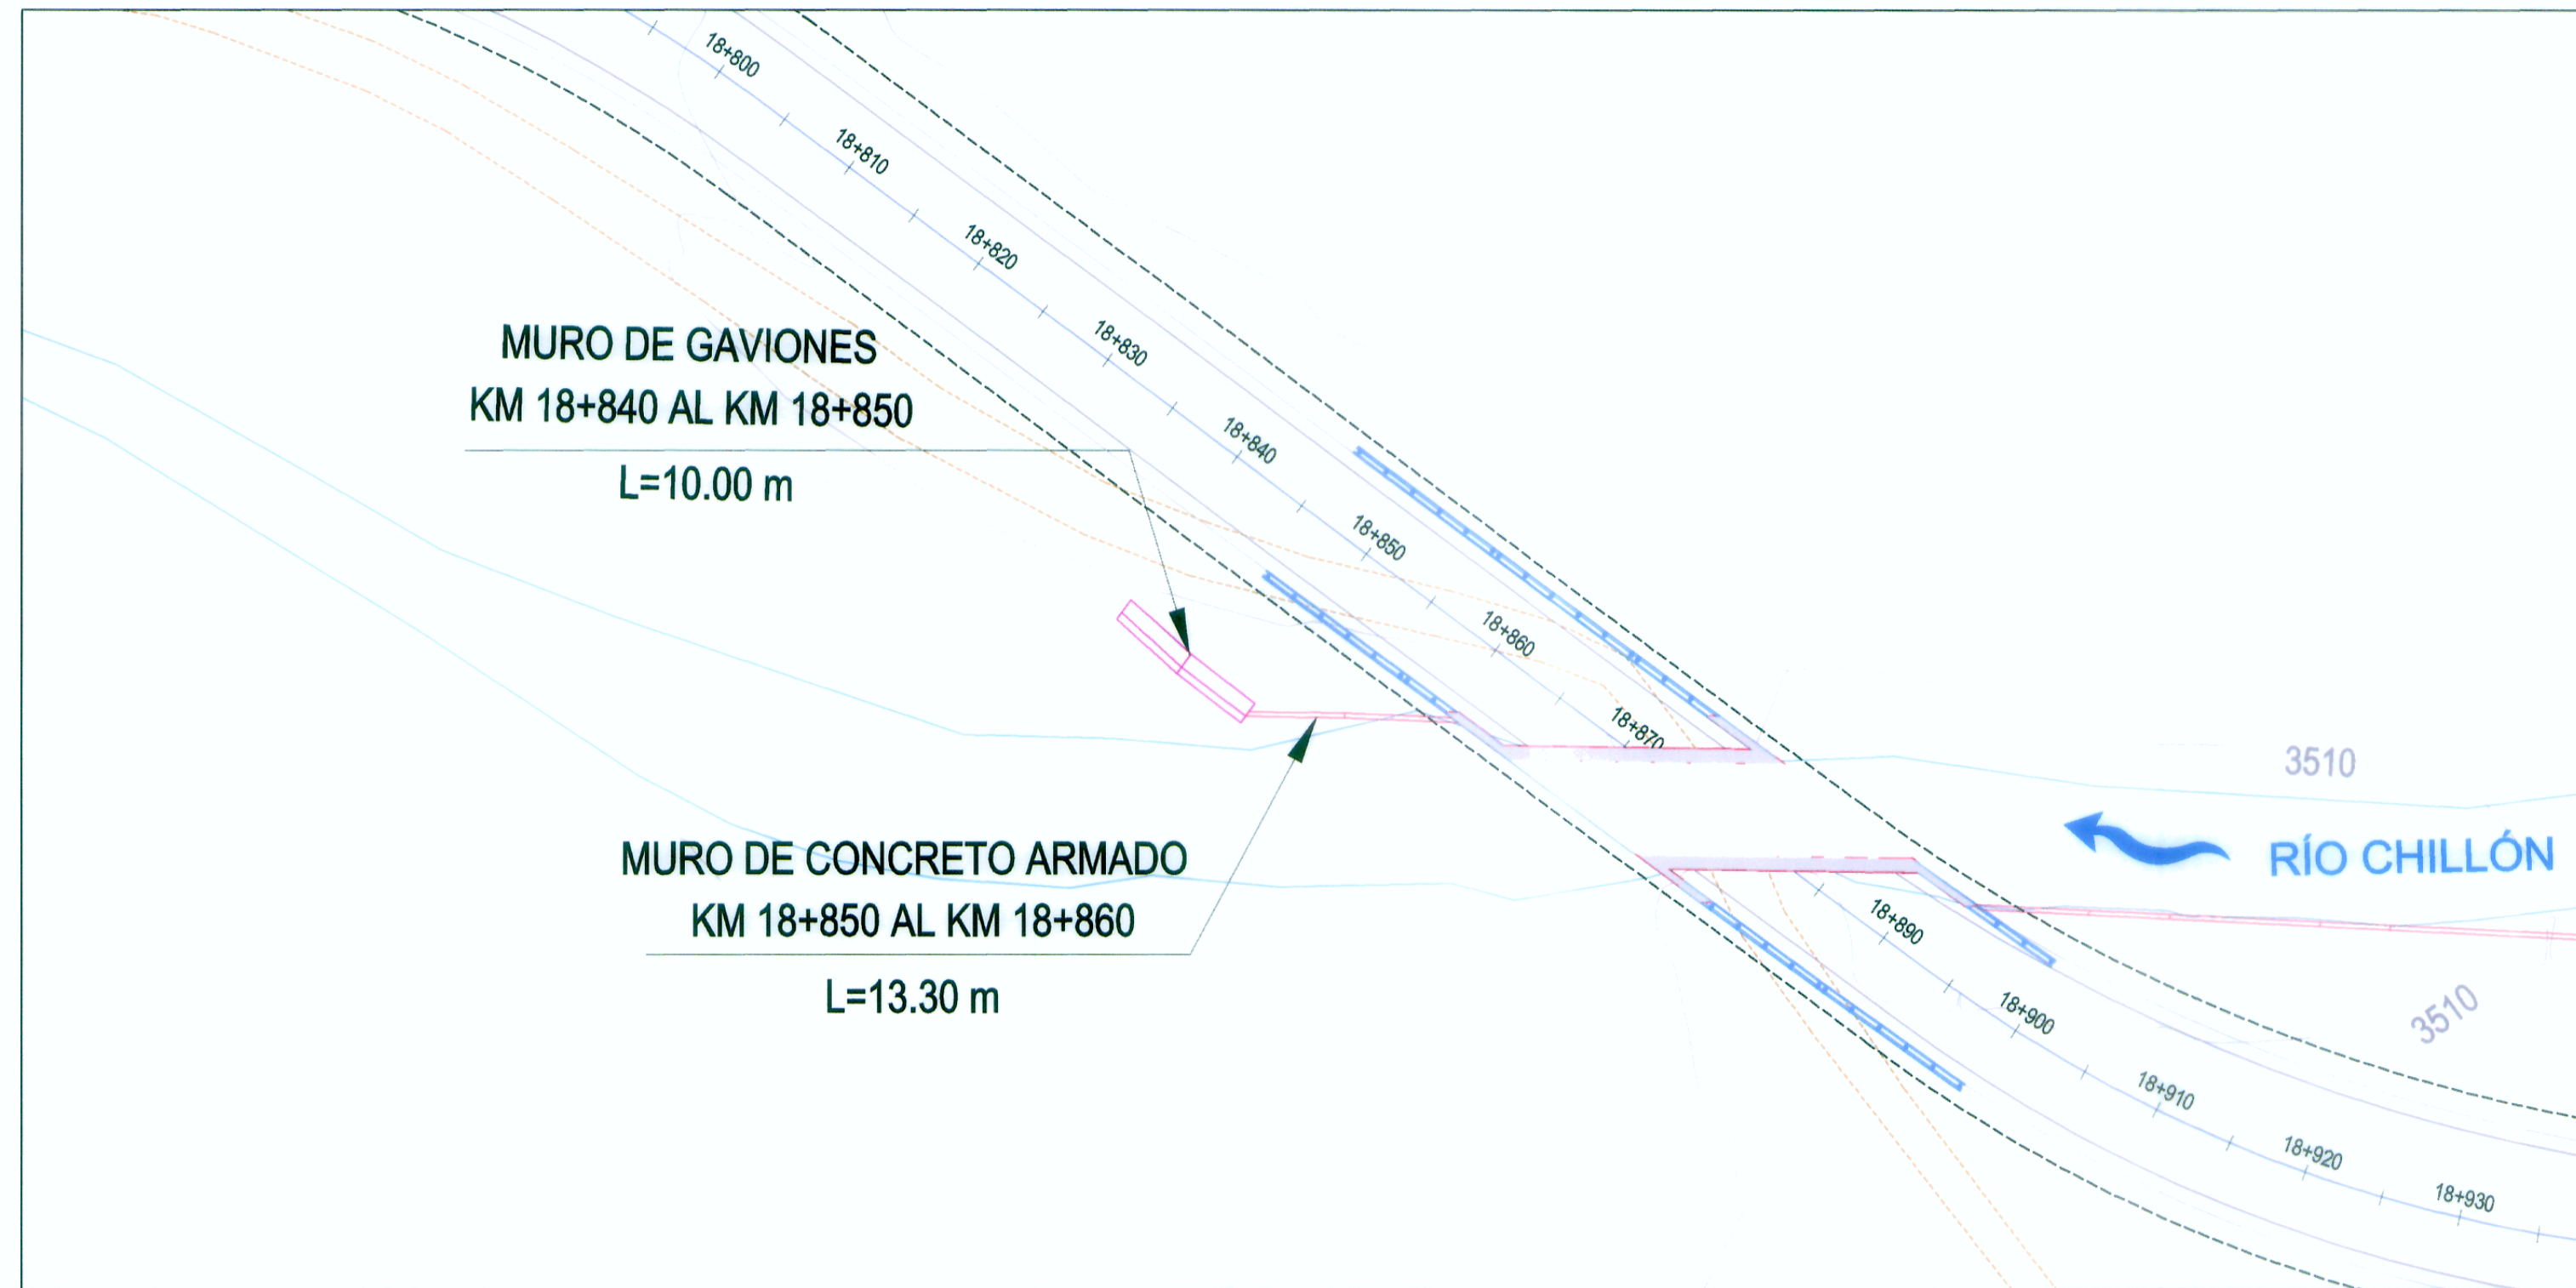 18+800
18+810
18+820
18+830
18+840
18+850
18+860
18+870
MURO DE GAVIONES
KM 18+840 AL KM 18+850
L=10.00 m
MURO DE CONCRETO ARMADO
KM 18+850 AL KM 18+860
L=13.30 m
3510
RÍO CHILLÓN
3510
18+890
18+900
18+910
18+920
18+930